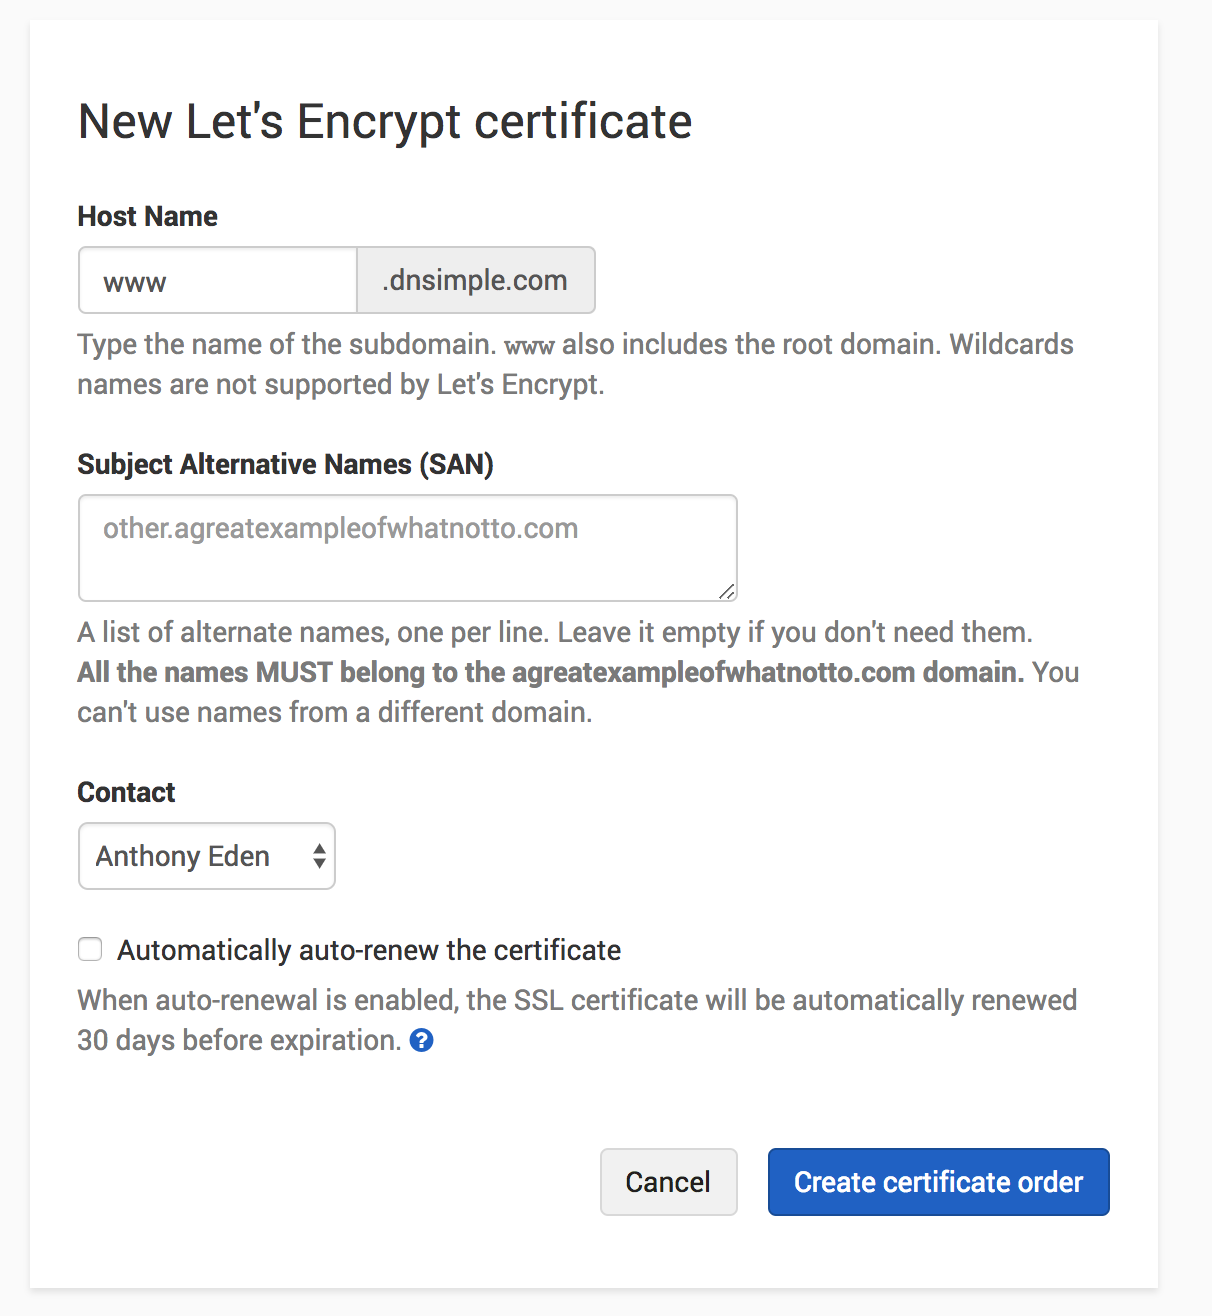 New Let's Encrypt certificate
Host Name
www
.dnsimple.com
Type the name of the subdomain. www also includes the root domain. Wildcards
names are not supported by Let's Encrypt.
Subject Alternative Names (SAN)
other.agreatexampleofwhatnotto.com
A list of alternate names, one per line. Leave it empty if you don't need them.
All the names MUST belong to the agreatexampleofwhatnotto.com domain. You
can't use names from a different domain.
Contact
Anthony Eden
Automatically auto-renew the certificate
When auto-renewal is enabled, the SSL certificate will be automatically renewed
30 days before expiration. ?
Cancel
Create certificate order